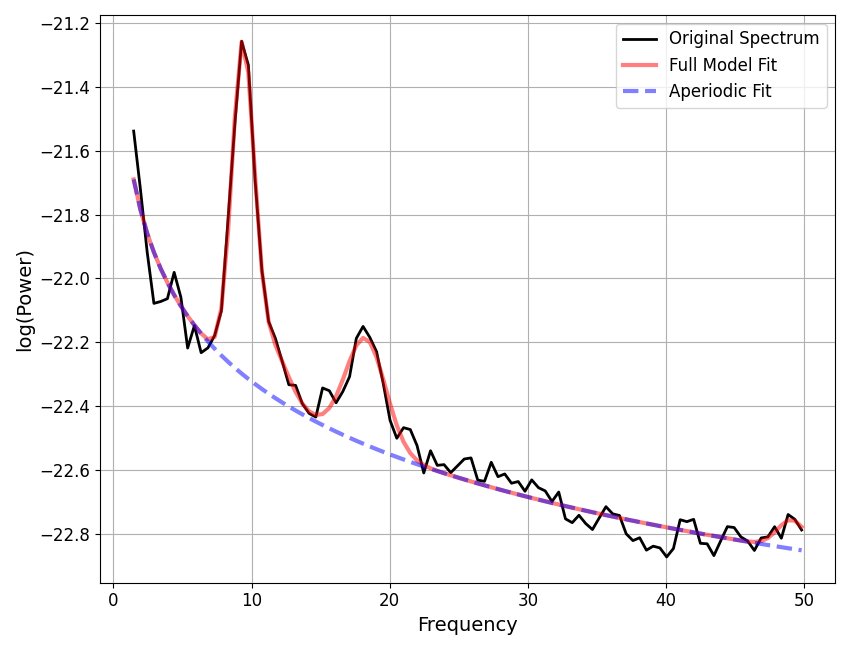 −21.2
−21.4
−21.6
−21.8
−22.0
−22.2
−22.4
−22.6
−22.8
log(Power)
Original Spectrum
Full Model Fit
Aperiodic Fit
0 10 20 30 40 50
Frequency